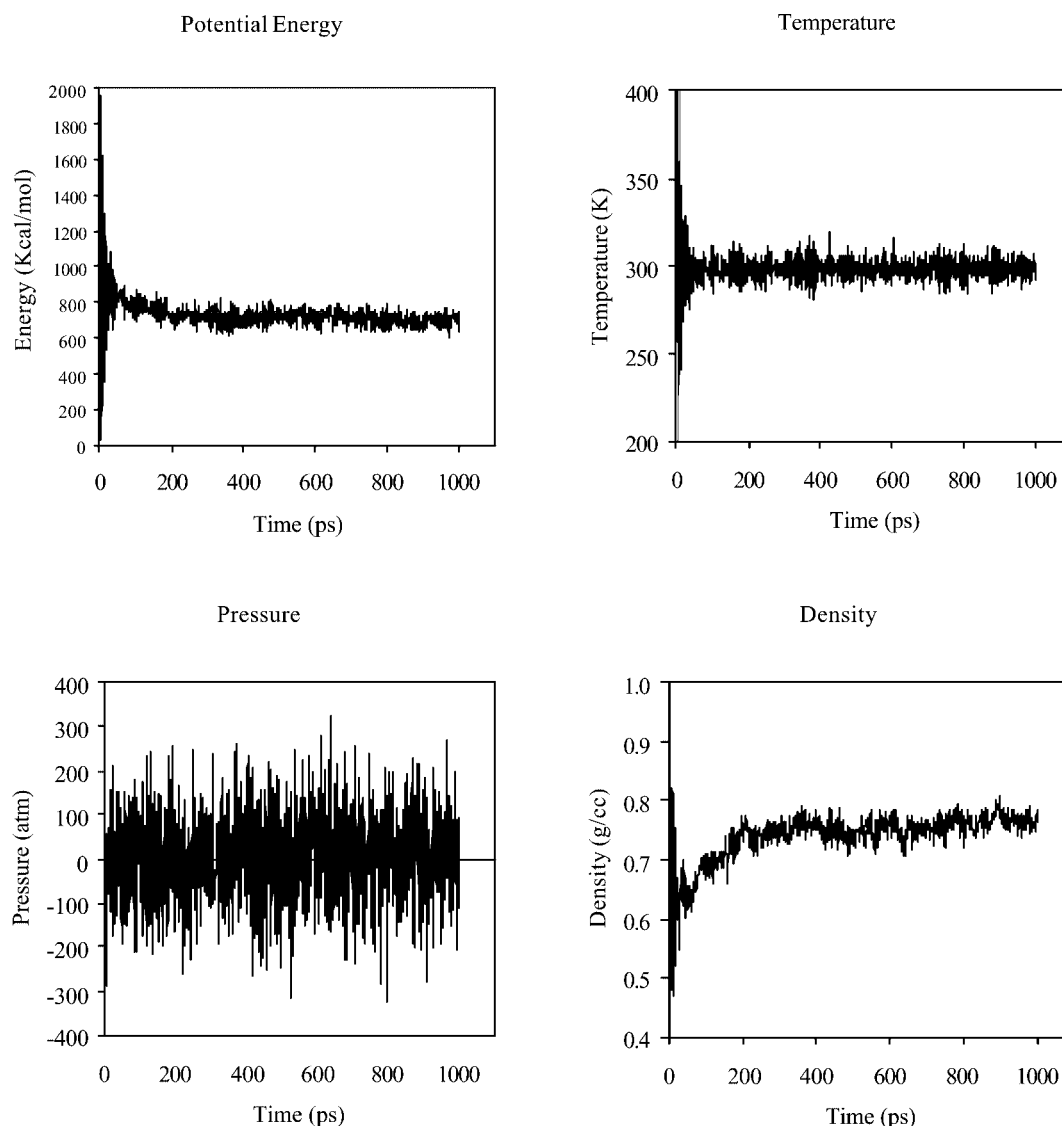 Potential Energy
Temperature
2000
1800
1600
1400
1200
1000
800
600
400
200
0
Energy (Kcal/mol)
0 200 400 600 800 1000
Time (ps)
400
350
300
250
200
Temperature (K)
0 200 400 600 800 1000
Time (ps)
Pressure
Density
400
300
200
100
0
-100
-200
-300
-400
Pressure (atm)
0 200 400 600 800 1000
Time (ps)
1.0
0.9
0.8
0.7
0.6
0.5
0.4
Density (g/cc)
0 200 400 600 800 1000
Time (ps)